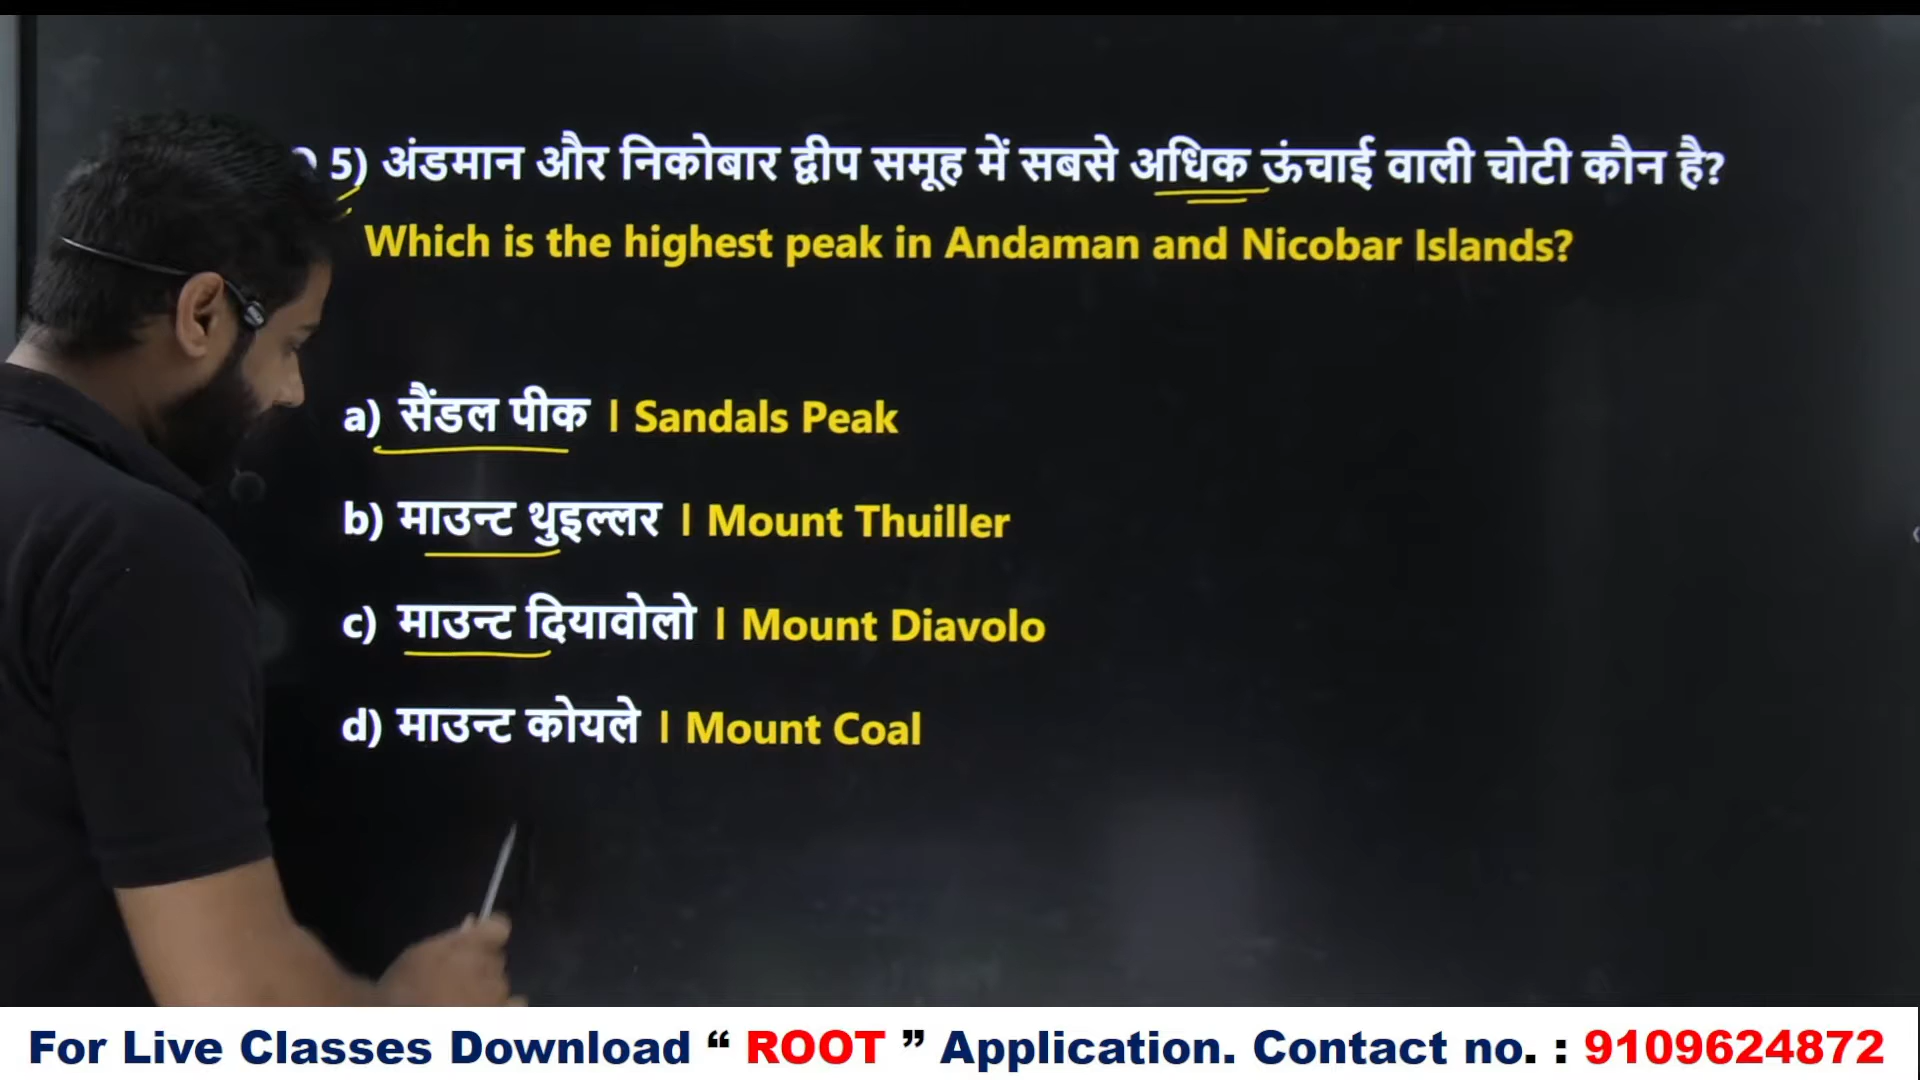 5) अंडमान और निकोबार द्वीप समूह में सबसे अधिक ऊंचाई वाली चोटी कौन है?
Which is the highest peak in Andaman and Nicobar Islands?
a) सैंडल पीक | Sandals Peak
b) माउन्ट थुइल्लर | Mount Thuiller
c) माउन्ट दियावोलो | Mount Diavolo
d) माउन्ट कोयले | Mount Coal
For Live Classes Download “ ROOT ” Application. Contact no. : 9109624872